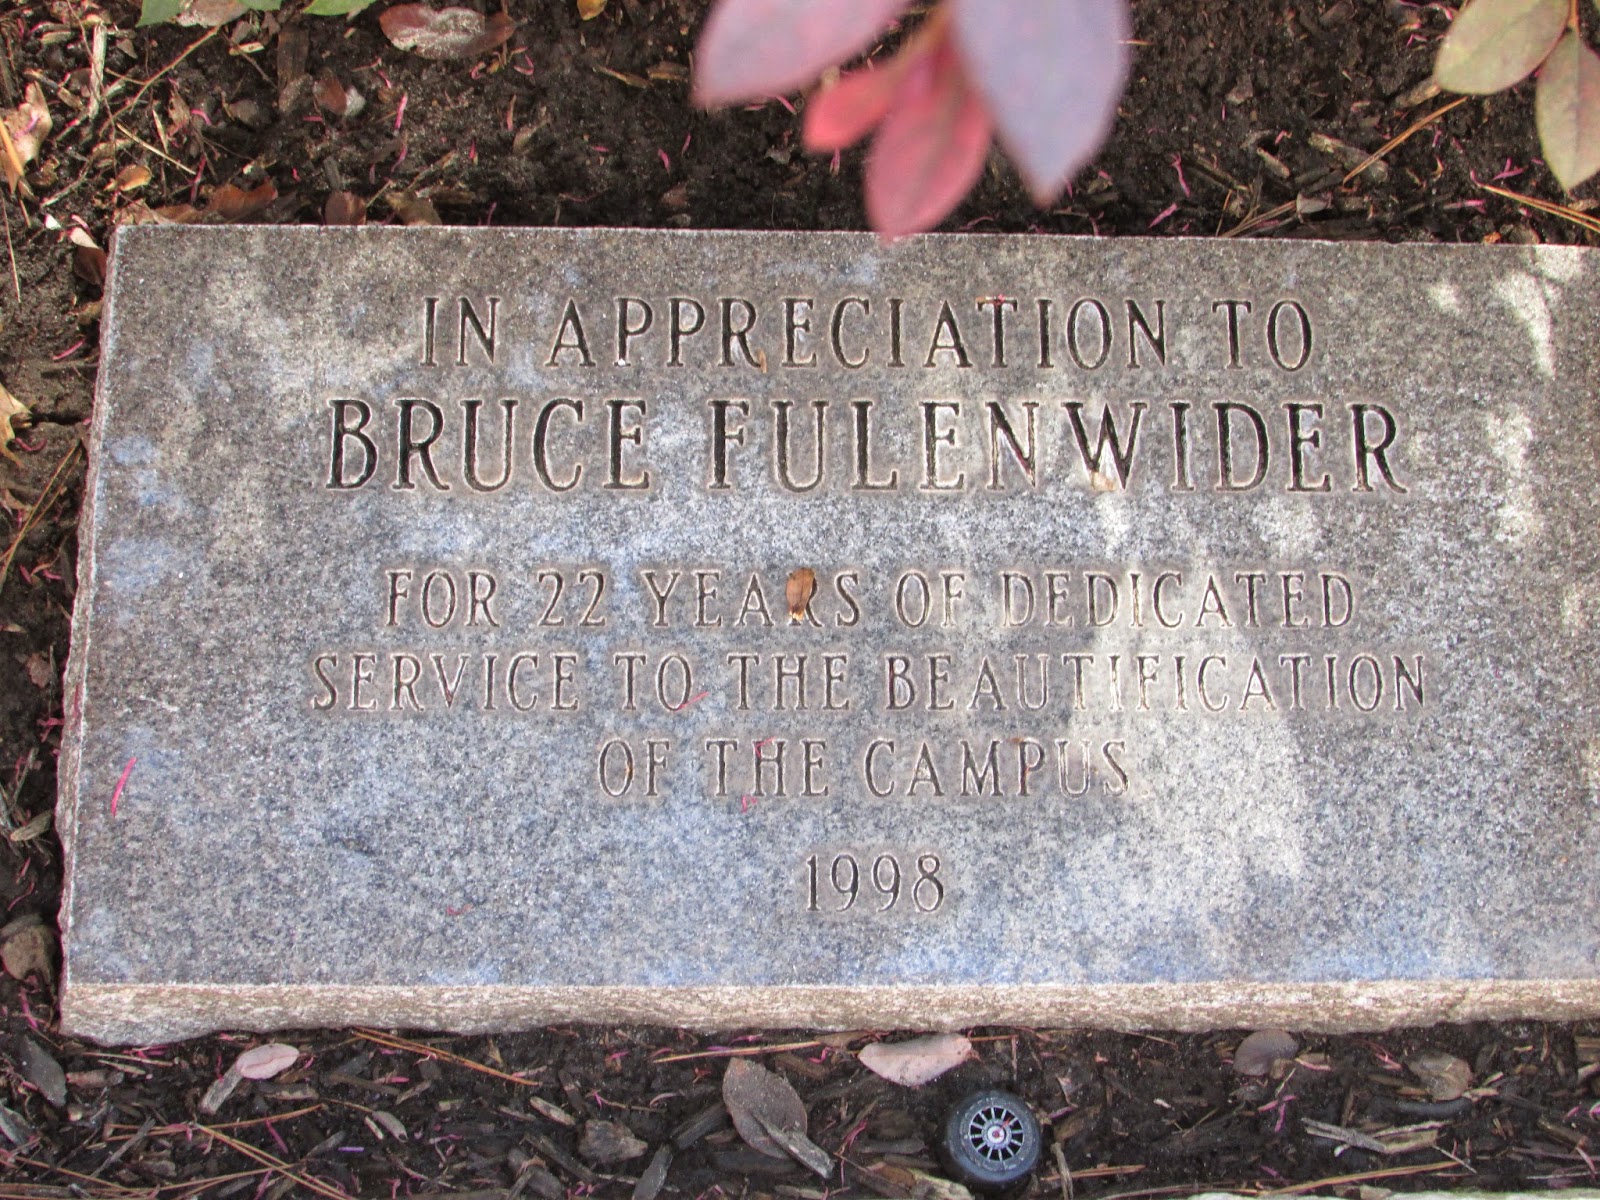 IN APPRECIATION TO
BRUCE FULENWIDER
FOR 22 YEARS OF DEDICATED
SERVICE TO THE BEAUTIFICATION
OF THE CAMPUS
1998